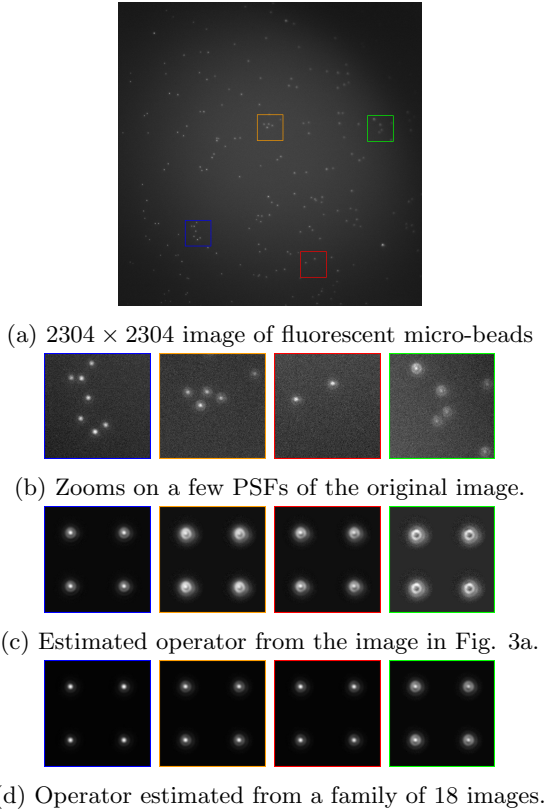 (a) 2304 × 2304 image of fluorescent micro-beads
(b) Zooms on a few PSFs of the original image.
(c) Estimated operator from the image in Fig. 3a.
(d) Operator estimated from a family of 18 images.